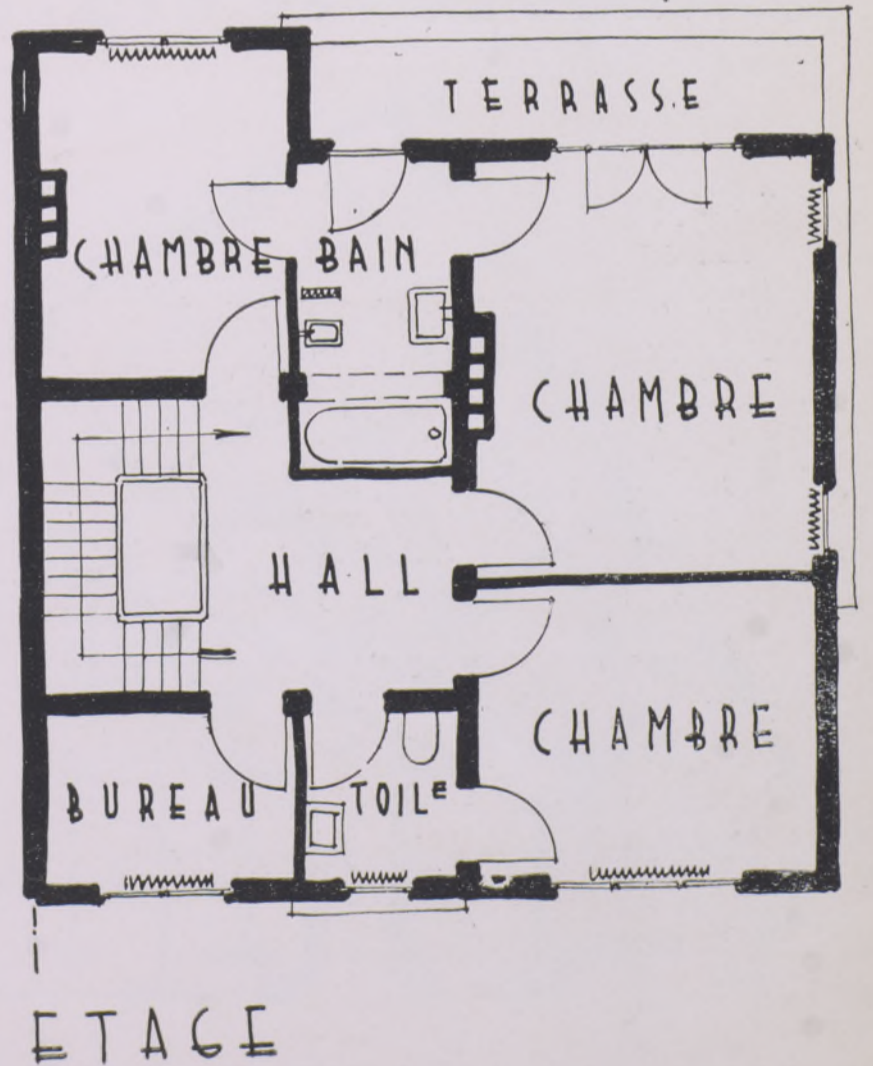 TERRASSE
CHAMBRE
BAIN
CHAMBRE
HALL
CHAMBRE
BUREAU
TOILE
ETAGE